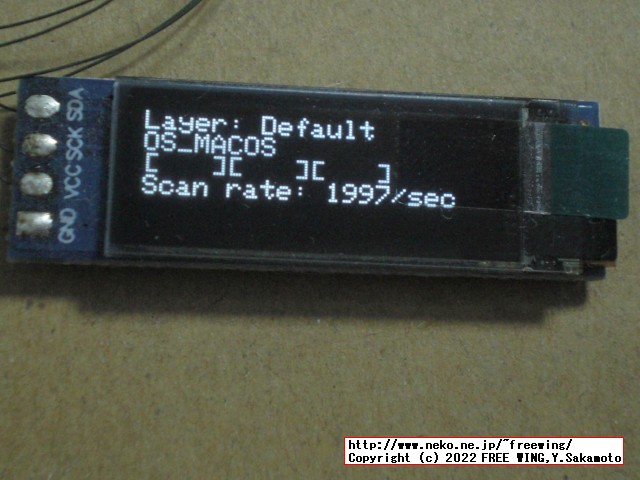 Layer: Default
OS_MACOS
[    ][    ][    ]
Scan rate: 1997/sec
GND VCC SCK SDA
http://www.neko.ne.jp/~freewing/
Copyright (c) 2022 FREE WING,Y.Sakamoto